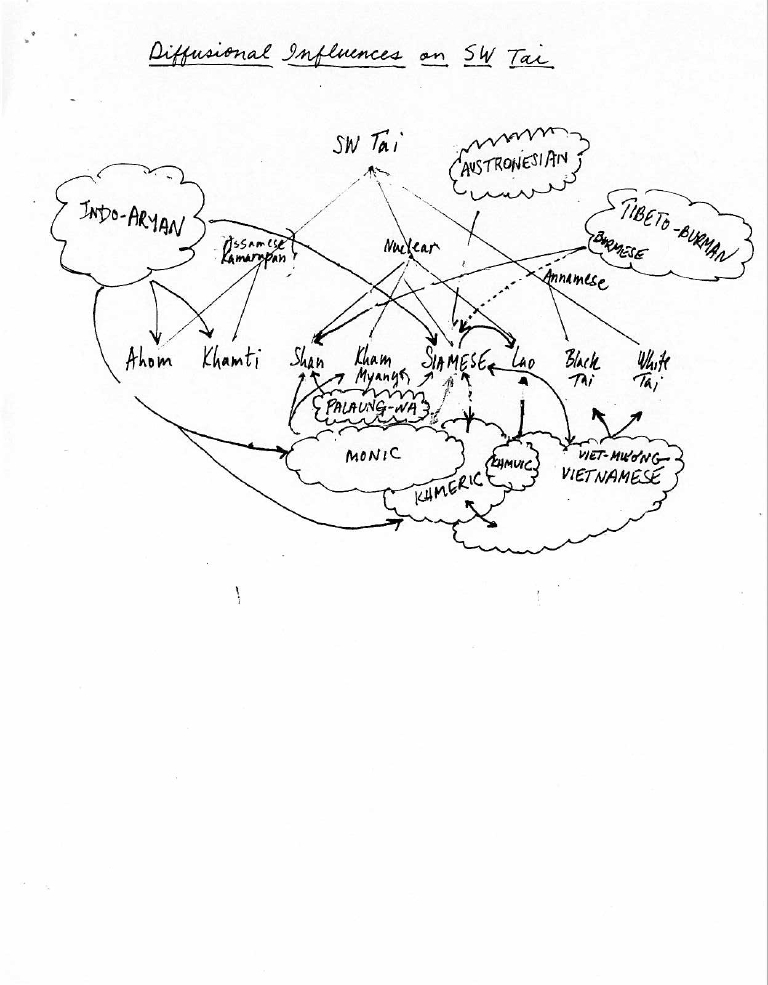 Diffusional Influences on SW Tai
SW Tai
AUSTRONESIAN
INDO-ARYAN
TIBETO-BURMAN
BURMESE
Assamese
Kamarupan
Nuclear
Annamese
Ahom
Khamti
Shan
Kham
Myang
SIAMESE
Lao
Black
Tai
White
Tai
PALAUNG-WA
MONIC
KHMERIC
KHMUIC
VIET-MƯỜNG
VIETNAMESE